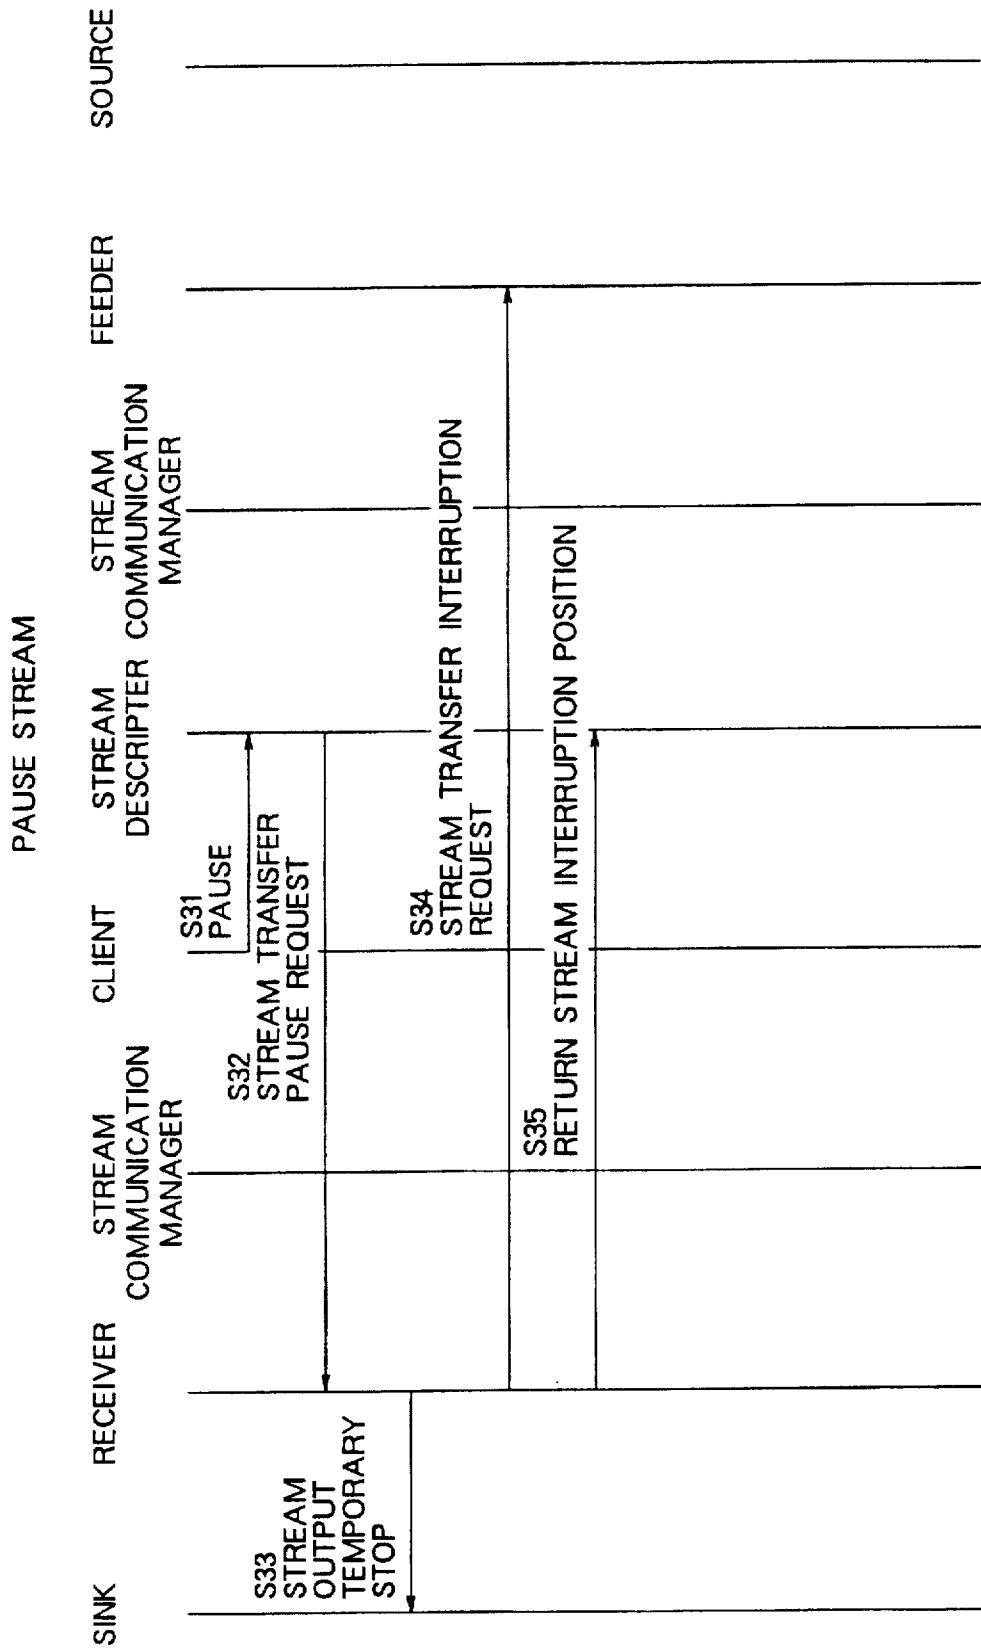 PAUSE STREAM
SINK
RECEIVER
STREAM
COMMUNICATION
MANAGER
CLIENT
STREAM
DESCRIPTER
STREAM
COMMUNICATION
MANAGER
FEEDER
SOURCE
S31
PAUSE
S32
STREAM TRANSFER
PAUSE REQUEST
S33
STREAM
OUTPUT
TEMPORARY
STOP
S34
STREAM TRANSFER INTERRUPTION
REQUEST
S35
RETURN STREAM INTERRUPTION POSITION